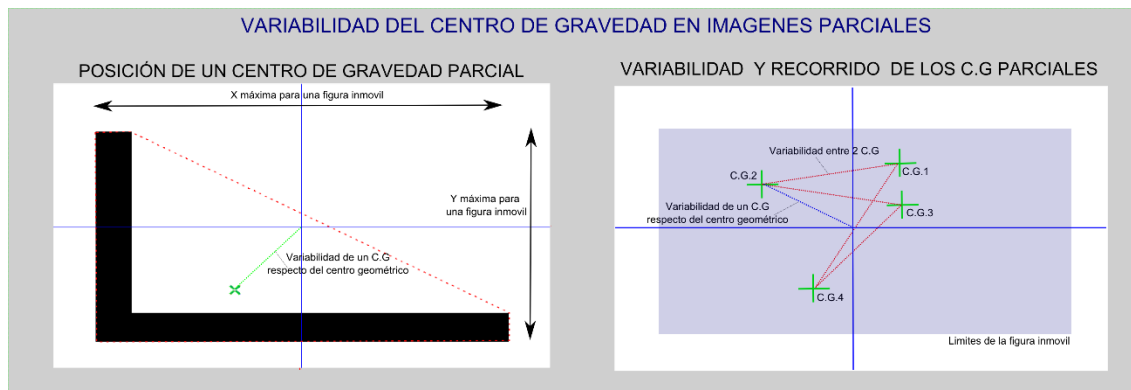 VARIABILIDAD DEL CENTRO DE GRAVEDAD EN IMAGENES PARCIALES
POSICIÓN DE UN CENTRO DE GRAVEDAD PARCIAL
X máxima para una figura inmovil
Y máxima para
una figura inmovil
Variabilidad de un C.G
respecto del centro geométrico
VARIABILIDAD Y RECORRIDO DE LOS C.G PARCIALES
Variabilidad entre 2 C.G
C.G.1
C.G.2
Variabilidad de un C.G
respecto del centro geométrico
C.G.3
C.G.4
Limites de la figura inmovil